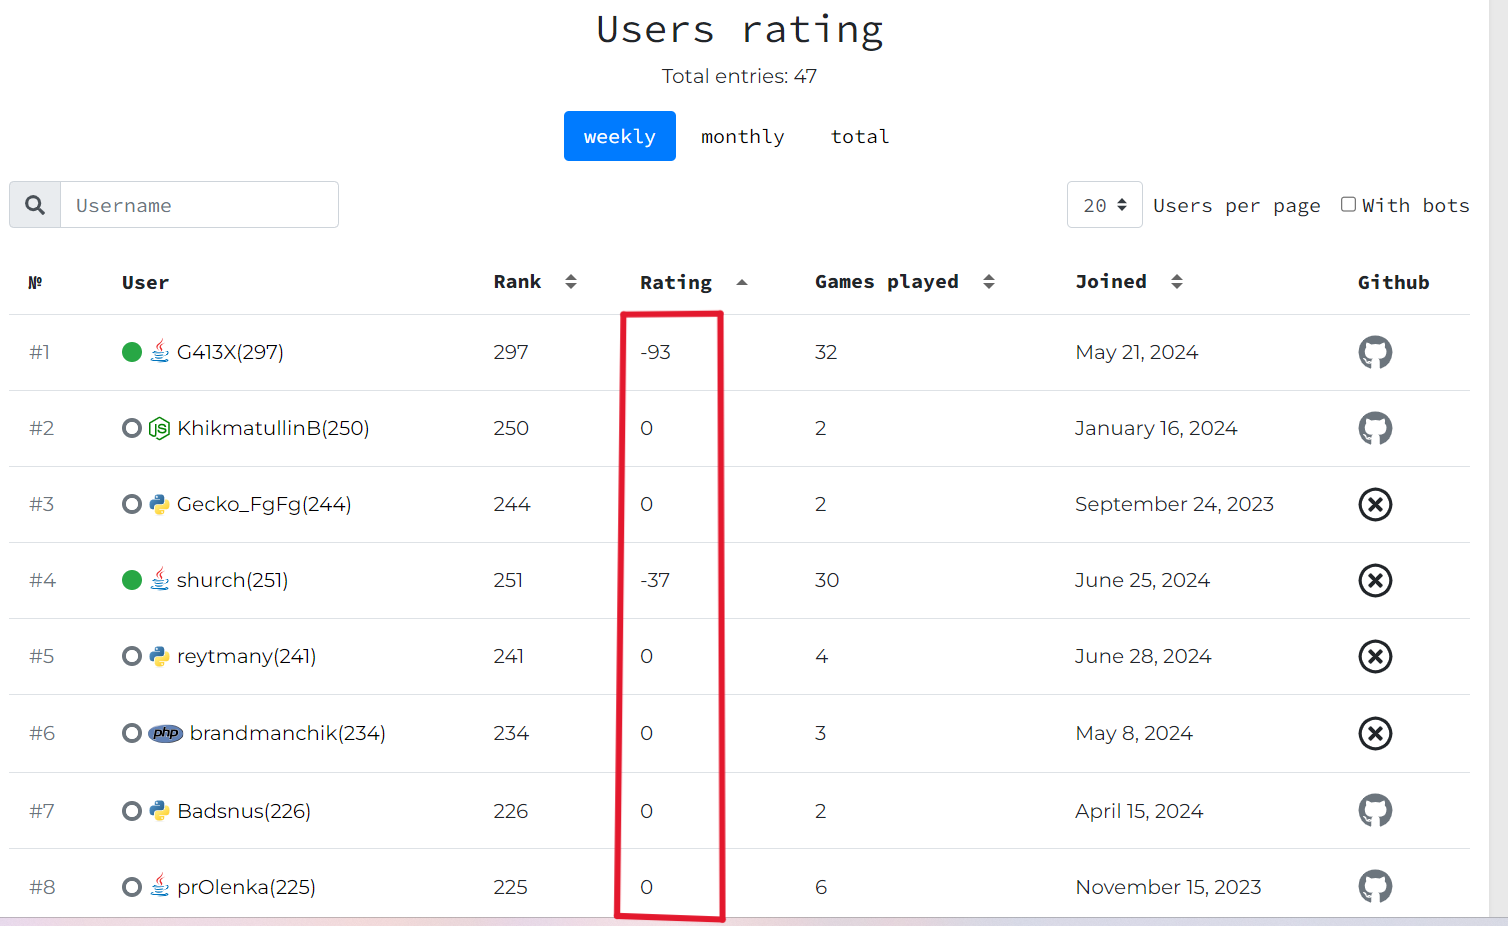 Users rating
Total entries: 47
weekly monthly total
Username 20 Users per page With bots
№ User Rank Rating Games played Joined Github
#1 G413X(297) 297 -93 32 May 21, 2024
#2 JS KhikmatullinB(250) 250 0 2 January 16, 2024
#3 Gecko_FgFg(244) 244 0 2 September 24, 2023
#4 shurch(251) 251 -37 30 June 25, 2024
#5 reytmany(241) 241 0 4 June 28, 2024
#6 php brandmanchik(234) 234 0 3 May 8, 2024
#7 Badsnus(226) 226 0 2 April 15, 2024
#8 prOlenka(225) 225 0 6 November 15, 2023